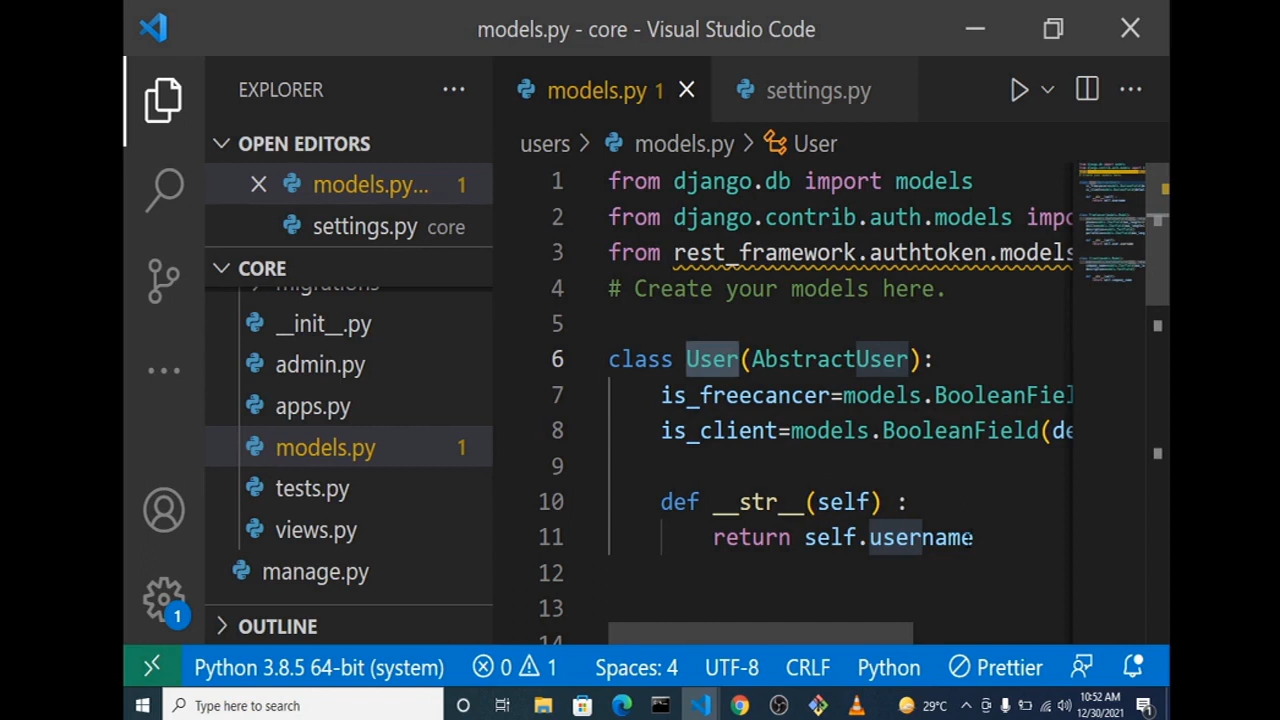 models.py - core - Visual Studio Code
EXPLORER
OPEN EDITORS
models.py... 1
settings.py core
CORE
migrations
__init__.py
admin.py
apps.py
models.py 1
tests.py
views.py
manage.py
OUTLINE
models.py 1
settings.py
users > models.py > User
1 from django.db import models
2 from django.contrib.auth.models impo
3 from rest_framework.authtoken.models
4 # Create your models here.
5
6 class User(AbstractUser):
7 is_freecancer=models.BooleanFiel
8 is_client=models.BooleanField(de
9
10 def __str__(self) :
11 return self.username
12
13
14
1
Python 3.8.5 64-bit (system) 0 1 Spaces: 4 UTF-8 CRLF Python Prettier
Type here to search
29°C
10:52 AM
12/30/2021
1